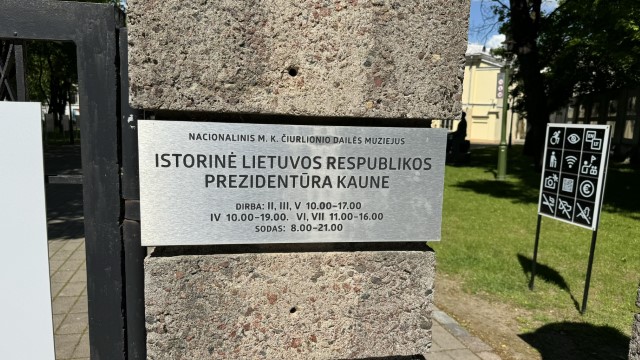 NACIONALINIS M. K. ČIURLIONIO DAILĖS MUZIEJUS
ISTORINĖ LIETUVOS RESPUBLIKOS
PREZIDENTŪRA KAUNE
DIRBA: II, III, V 10.00–17.00
IV 10.00–19.00. VI, VII 11.00–16.00
SODAS: 8.00–21.00